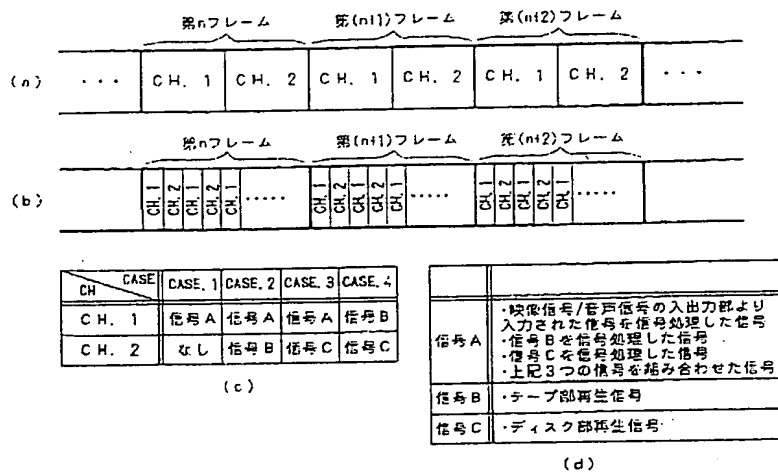 第nフレーム 第(n+1)フレーム 第(n+2)フレーム
(a) ··· CH. 1 CH. 2 CH. 1 CH. 2 CH. 1 CH. 2 ···
第nフレーム 第(n+1)フレーム 第(n+2)フレーム
(b) CH. 1 CH. 2 CH. 1 CH. 2 CH. 1 ····· CH. 1 CH. 2 CH. 1 CH. 2 CH. 1 ····· CH. 1 CH. 2 CH. 1 CH. 2 CH. 1 ·····
CH CASE CASE. 1 CASE. 2 CASE. 3 CASE. 4
CH. 1 信号A 信号A 信号A 信号B
CH. 2 なし 信号B 信号C 信号C
(c)
信号A
・映像信号/音声信号の入出力部より
入力された信号を信号処理した信号
・信号Bを信号処理した信号
・信号Cを信号処理した信号
・上記3つの信号を組み合わせた信号
信号B ・テープ部再生信号
信号C ・ディスク部再生信号
(d)